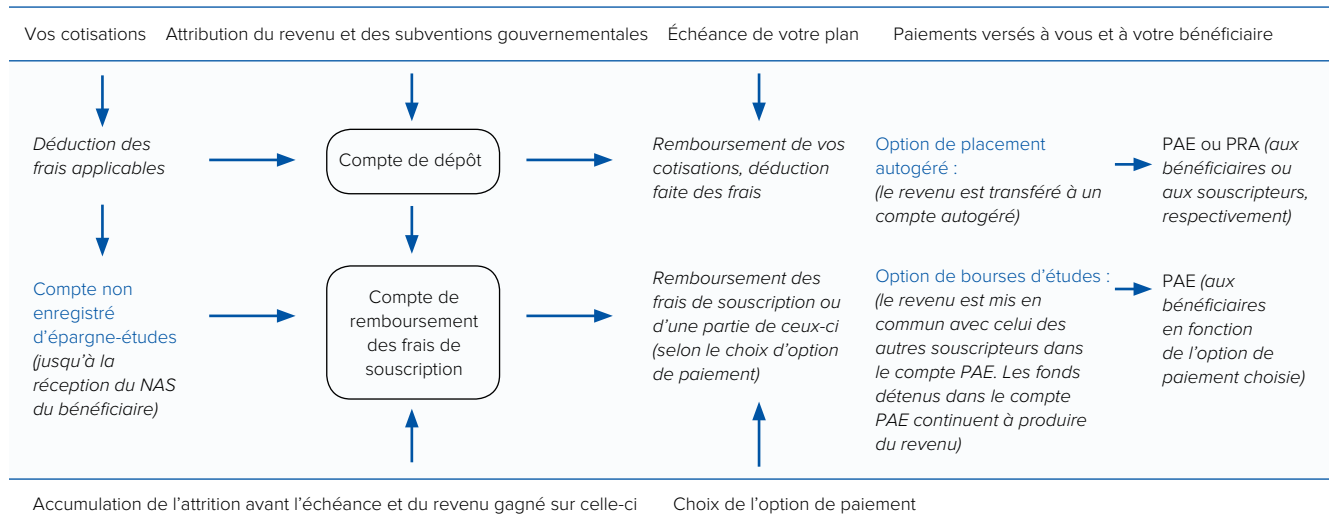 Vos cotisations
Attribution du revenu et des subventions gouvernementales
Échéance de votre plan
Paiements versés à vous et à votre bénéficiaire
Déduction des
frais applicables
Compte de dépôt
Remboursement de vos
cotisations, déduction
faite des frais
Option de placement
autogéré :
(le revenu est transféré à un
compte autogéré)
PAE ou PRA (aux
bénéficiaires ou
aux souscripteurs,
respectivement)
Compte non
enregistré
d'épargne-études
(jusqu'à la
réception du NAS
du bénéficiaire)
Compte de
remboursement
des frais de
souscription
Remboursement des
frais de souscription ou
d'une partie de ceux-ci
(selon le choix d'option
de paiement)
Option de bourses d'études :
(le revenu est mis en
commun avec celui des
autres souscripteurs dans
le compte PAE. Les fonds
détenus dans le compte
PAE continuent à produire
du revenu)
PAE (aux
bénéficiaires
en fonction
de l'option de
paiement choisie)
Accumulation de l'attrition avant l'échéance et du revenu gagné sur celle-ci
Choix de l'option de paiement